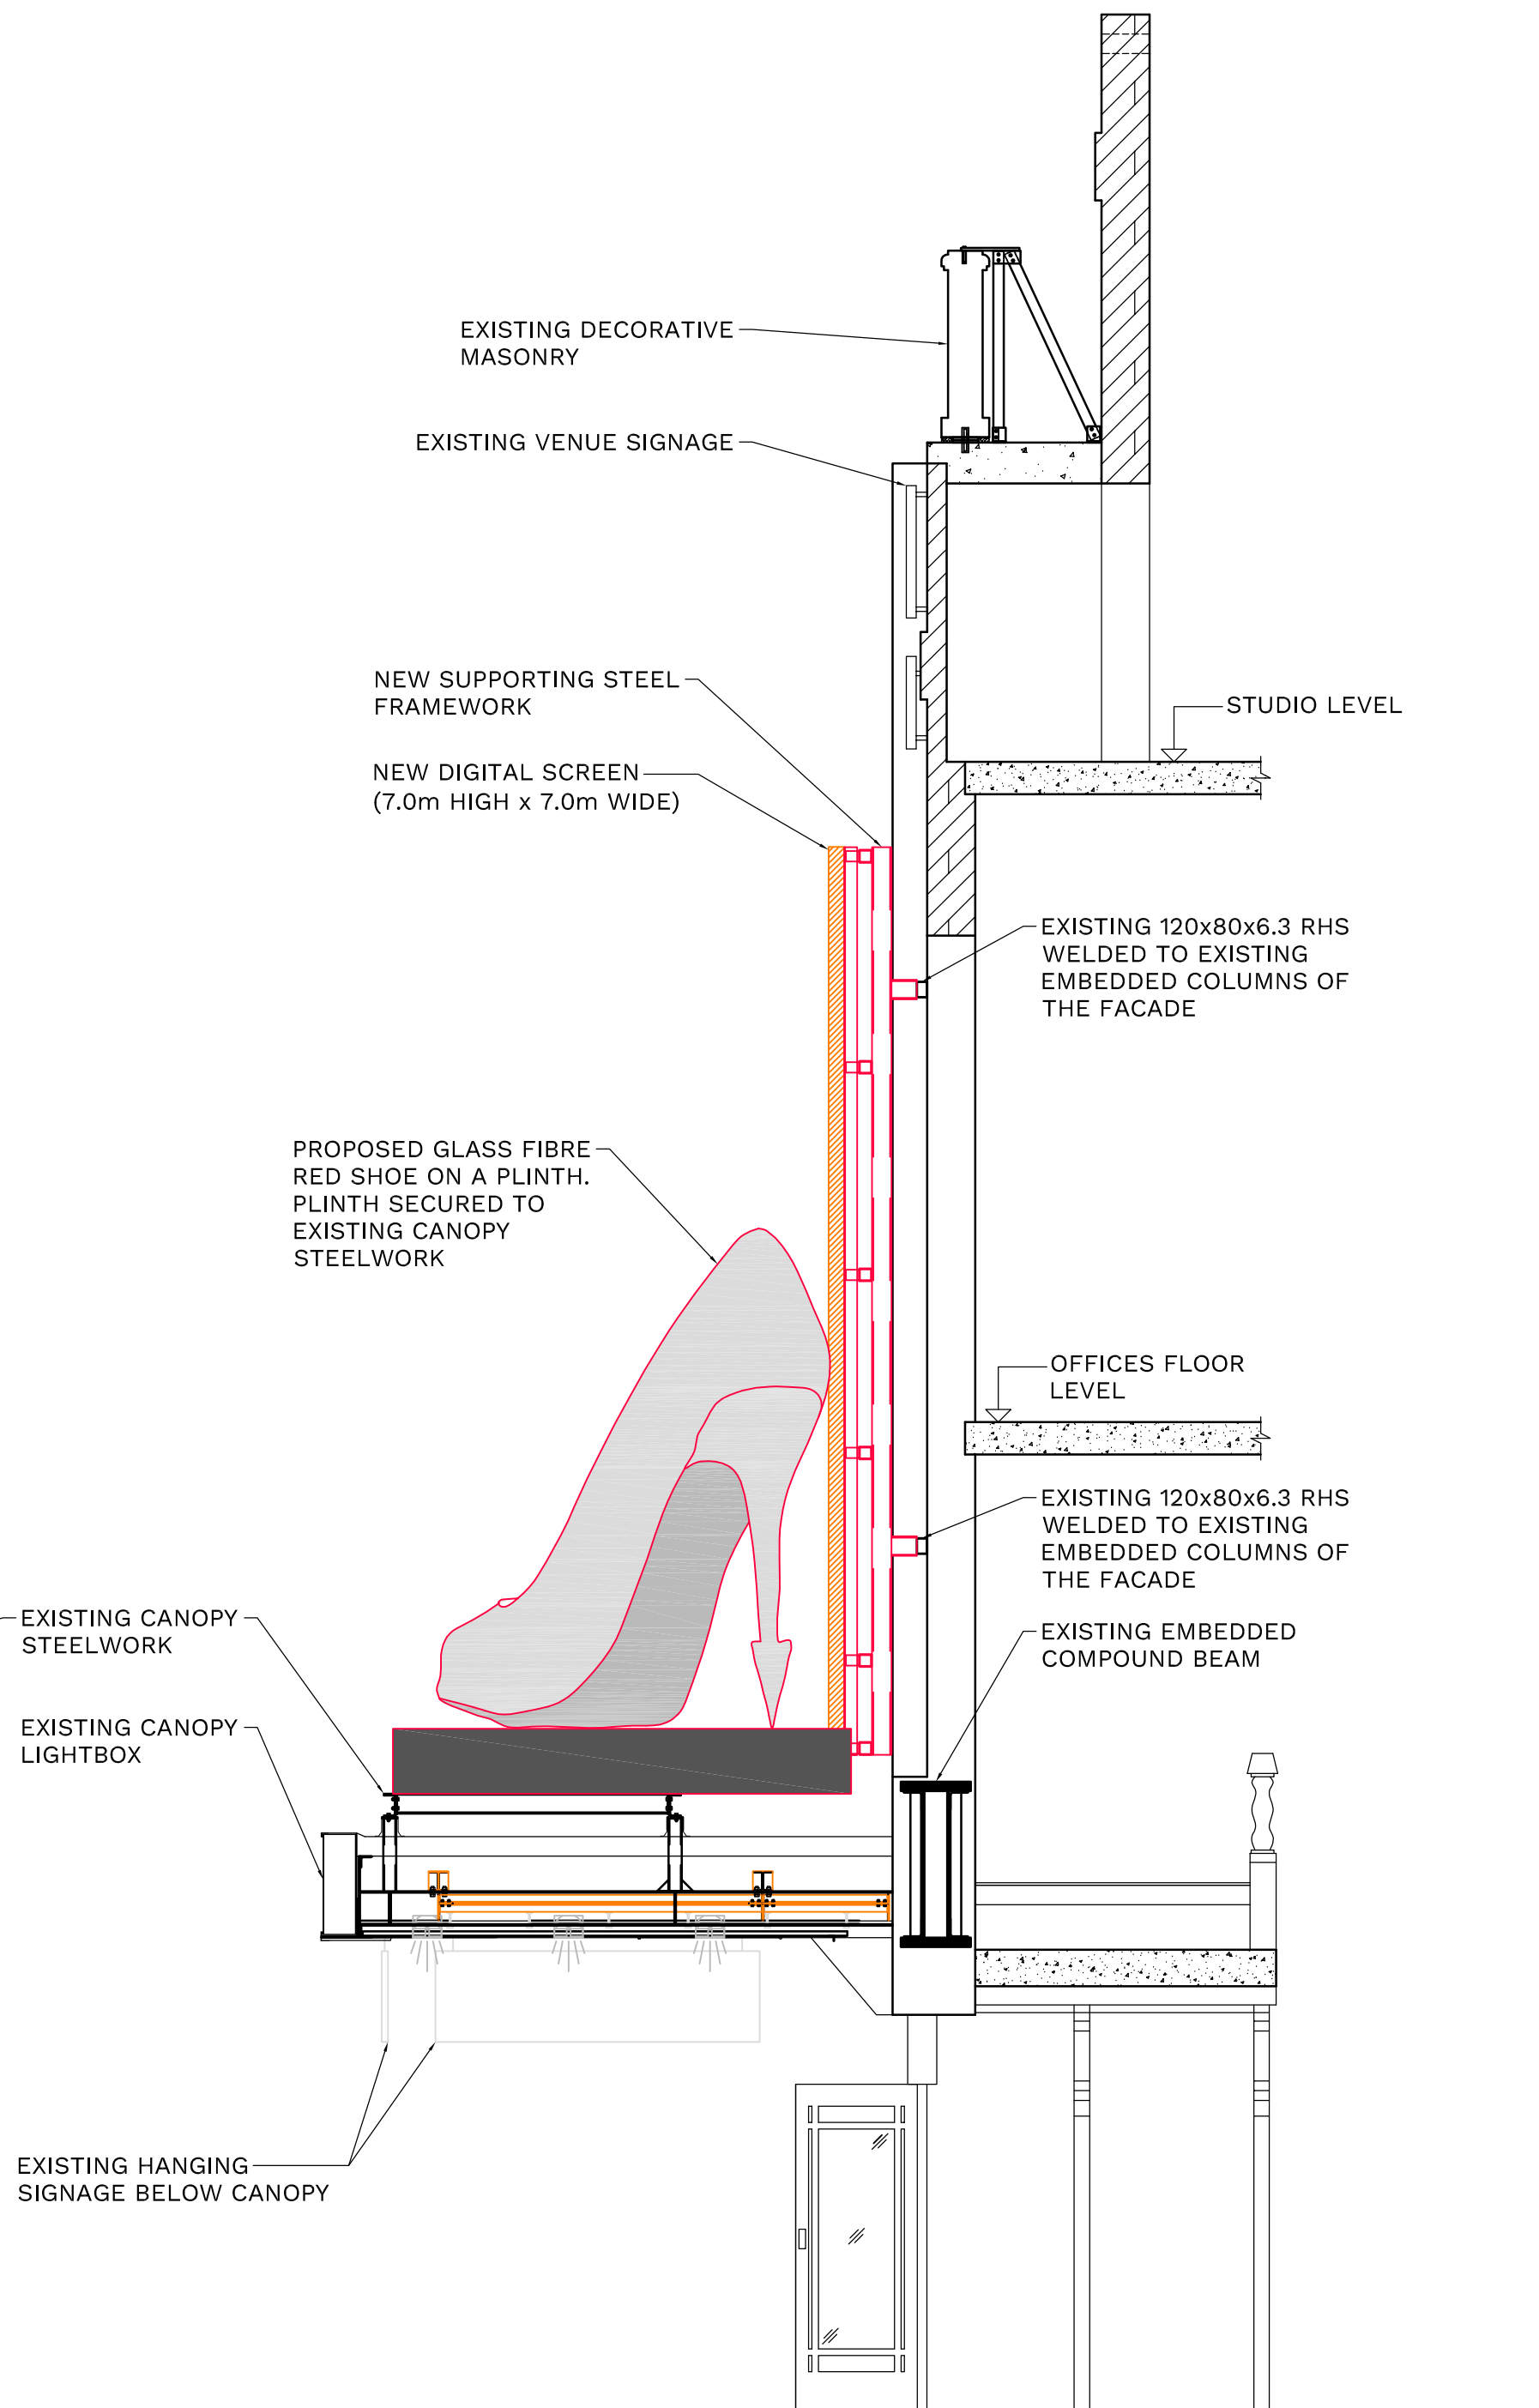 EXISTING DECORATIVE
MASONRY
EXISTING VENUE SIGNAGE
NEW SUPPORTING STEEL
FRAMEWORK
STUDIO LEVEL
NEW DIGITAL SCREEN
(7.0m HIGH x 7.0m WIDE)
EXISTING 120x80x6.3 RHS
WELDED TO EXISTING
EMBEDDED COLUMNS OF
THE FACADE
PROPOSED GLASS FIBRE
RED SHOE ON A PLINTH.
PLINTH SECURED TO
EXISTING CANOPY
STEELWORK
OFFICES FLOOR
LEVEL
EXISTING 120x80x6.3 RHS
WELDED TO EXISTING
EMBEDDED COLUMNS OF
THE FACADE
EXISTING CANOPY
STEELWORK
EXISTING EMBEDDED
COMPOUND BEAM
EXISTING CANOPY
LIGHTBOX
EXISTING HANGING
SIGNAGE BELOW CANOPY